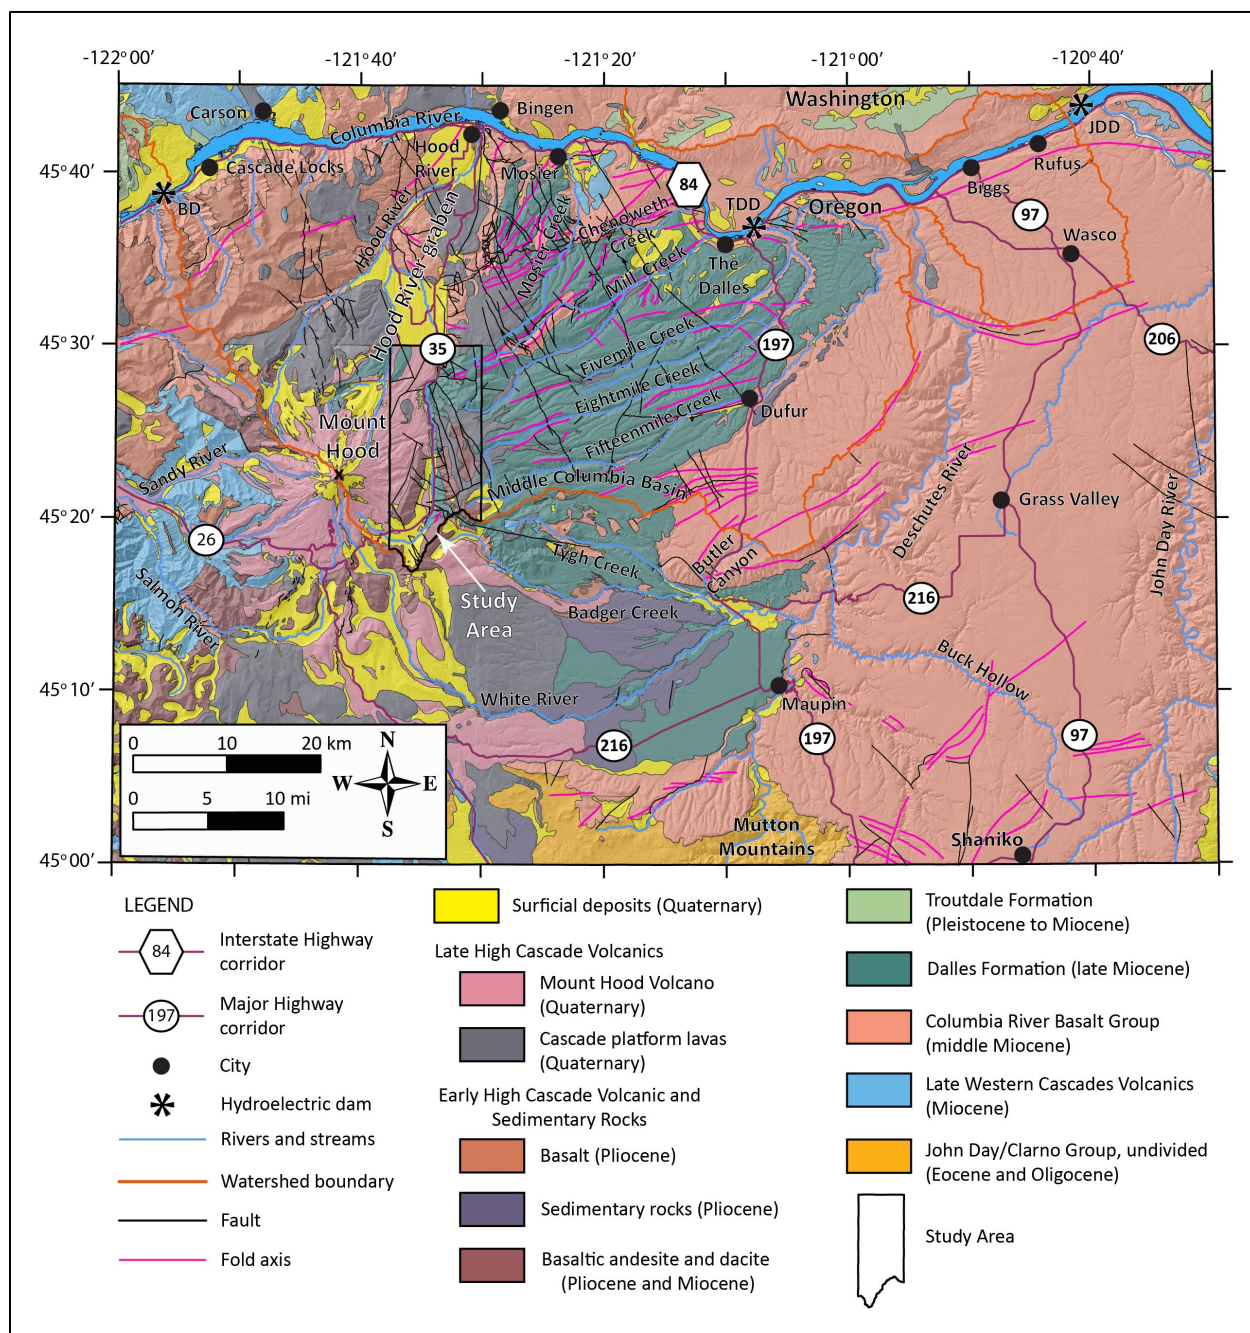 -122°00′
-121°40′
-121°20′
-121°00′
-120°40′
45°40′
45°30′
45°20′
45°10′
45°00′
Carson
Columbia River
Bingen
Washington
JDD
Cascade Locks
Hood
River
Mosier
84
Rufus
BD
Biggs
TDD
Oregon
97
Hood River
Hood River graben
Mosier Creek
Chenoweth
Creek
Mill Creek
The
Dalles
Wasco
35
Fivemile Creek
197
206
Eightmile Creek
Dufur
Fifteenmile Creek
Mount
Hood
Sandy River
Middle Columbia Basin
Deschutes River
Grass Valley
John Day River
26
Tygh Creek
Butler
Canyon
Study
Area
Salmon River
Badger Creek
216
Buck Hollow
White River
Maupin
216
197
97
0 10 20 km
0 5 10 mi
N
W E
S
Mutton
Mountains
Shaniko
LEGEND
84
Interstate Highway
corridor
197
Major Highway
corridor
City
Hydroelectric dam
Rivers and streams
Watershed boundary
Fault
Fold axis
Surficial deposits (Quaternary)
Late High Cascade Volcanics
Mount Hood Volcano
(Quaternary)
Cascade platform lavas
(Quaternary)
Early High Cascade Volcanic and
Sedimentary Rocks
Basalt (Pliocene)
Sedimentary rocks (Pliocene)
Basaltic andesite and dacite
(Pliocene and Miocene)
Troutdale Formation
(Pleistocene to Miocene)
Dalles Formation (late Miocene)
Columbia River Basalt Group
(middle Miocene)
Late Western Cascades Volcanics
(Miocene)
John Day/Clarno Group, undivided
(Eocene and Oligocene)
Study Area